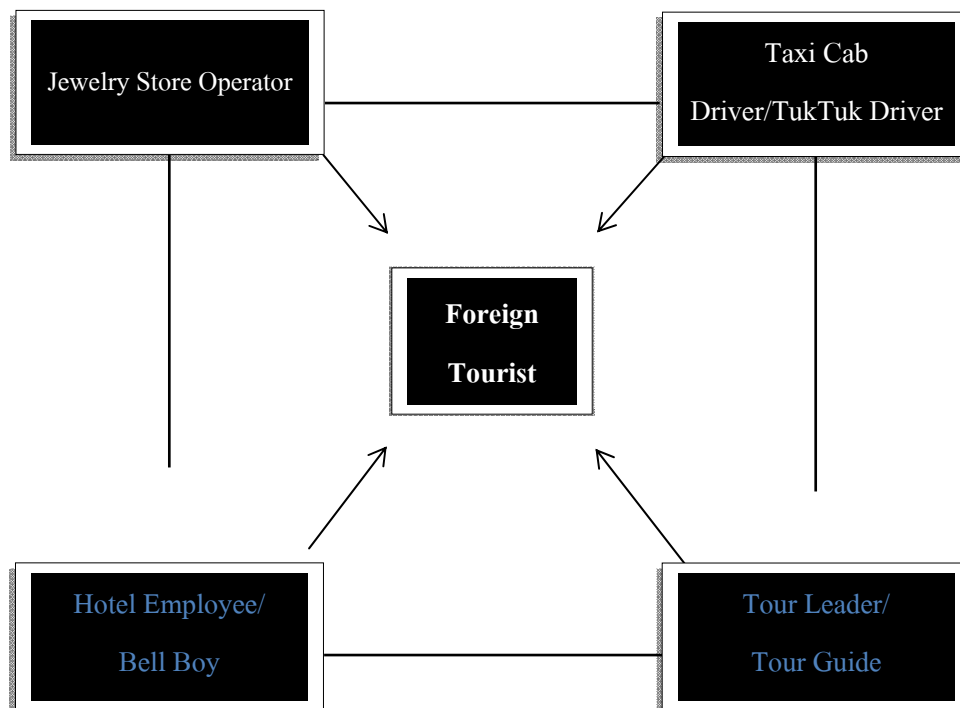 Jewelry Store Operator
Taxi Cab
Driver/TukTuk Driver
Foreign
Tourist
Hotel Employee/
Bell Boy
Tour Leader/
Tour Guide